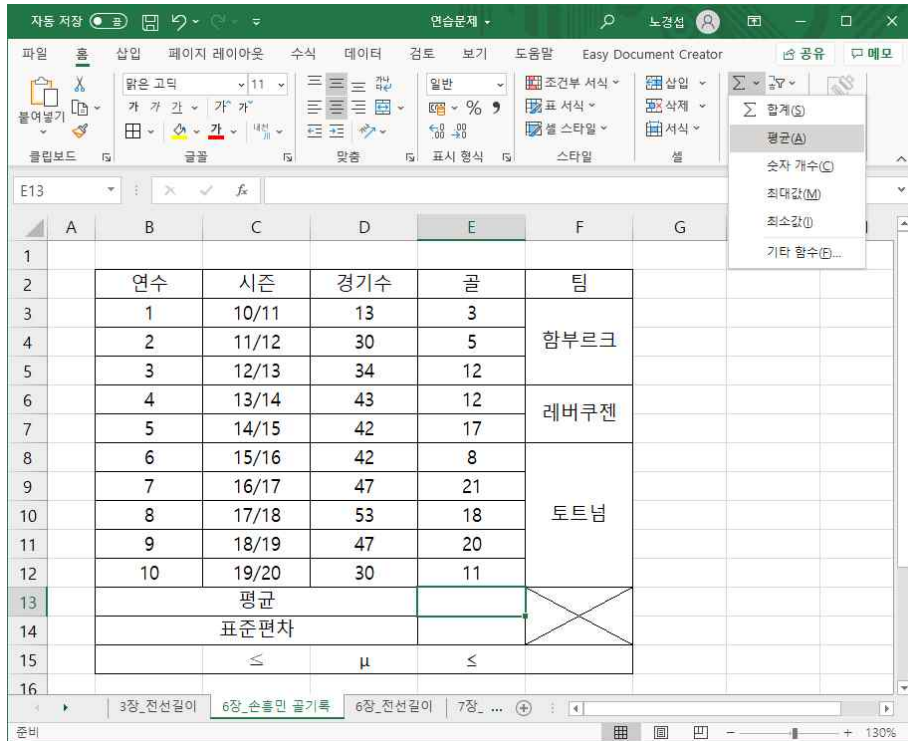 자동 저장 연습문제 노경섭
파일 홈 삽입 페이지 레이아웃 수식 데이터 검토 보기 도움말 Easy Document Creator 공유 메모
붙여넣기 맑은 고딕 11 일반 조건부 서식 삽입
가 가 가 가 가 % 9 표 서식 삭제
가 셀 스타일 서식
클립보드 글꼴 맞춤 표시 형식 스타일 셀
∑ 합계(S)
평균(A)
숫자 개수(C)
최대값(M)
최소값(I)
기타 함수(F)...
E13 fx
A B C D E F G
1
2 연수 시즌 경기수 골 팀
3 1 10/11 13 3
4 2 11/12 30 5 함부르크
5 3 12/13 34 12
6 4 13/14 43 12 레버쿠젠
7 5 14/15 42 17
8 6 15/16 42 8
9 7 16/17 47 21
10 8 17/18 53 18 토트넘
11 9 18/19 47 20
12 10 19/20 30 11
13 평균
14 표준편차
15 ≤ μ ≤
16
3장_전선길이 6장_손흥민 골기록 6장_전선길이 7장_ ...
준비 130%